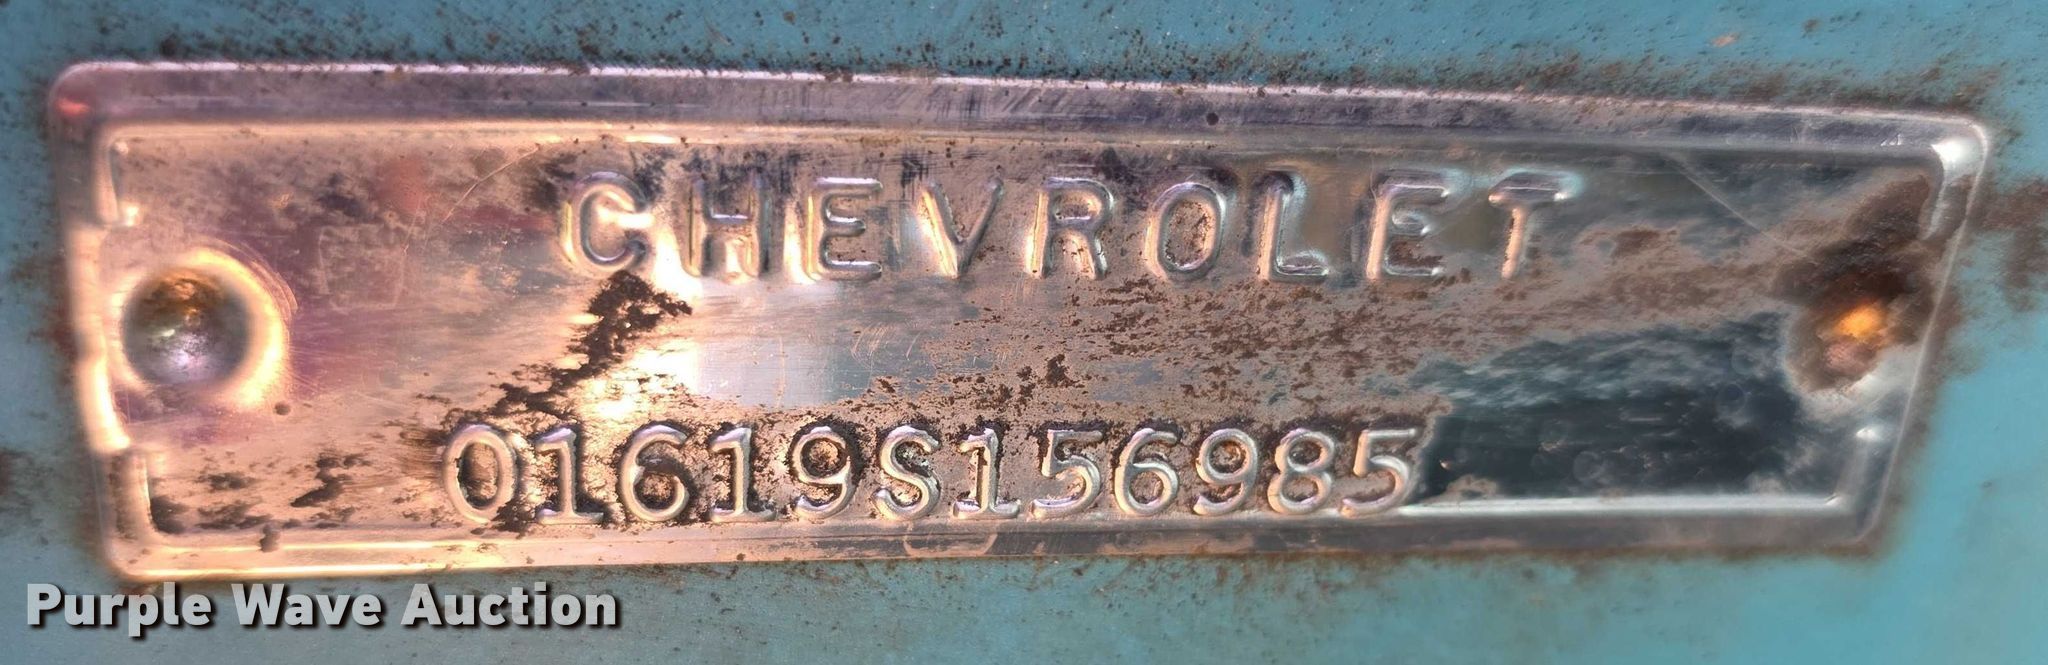 CHEVROLET
01619S156985
Purple Wave Auction